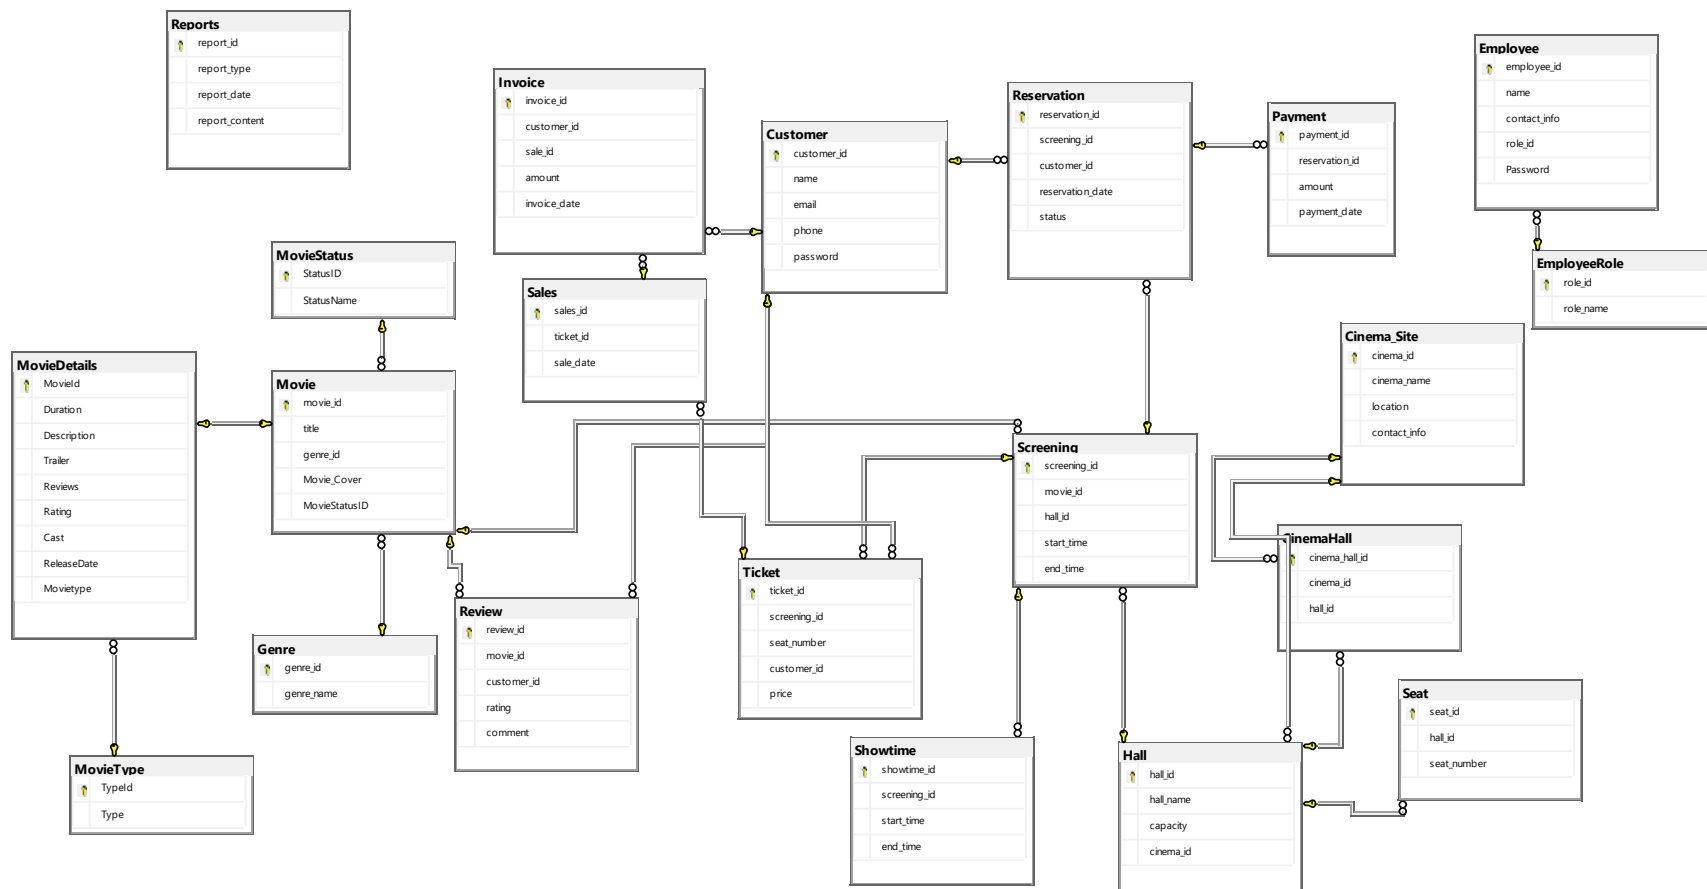 Reports
report_id
report_type
report_date
report_content
Invoice
invoice_id
customer_id
sale_id
amount
invoice_date
Customer
customer_id
name
email
phone
password
Reservation
reservation_id
screening_id
customer_id
reservation_date
status
Payment
payment_id
reservation_id
amount
payment_date
Employee
employee_id
name
contact_info
role_id
Password
EmployeeRole
role_id
role_name
MovieStatus
StatusID
StatusName
Sales
sales_id
ticket_id
sale_date
Cinema_Site
cinema_id
cinema_name
location
contact_info
MovieDetails
MovieId
Duration
Description
Trailer
Reviews
Rating
Cast
ReleaseDate
Movietype
Movie
movie_id
title
genre_id
Movie_Cover
MovieStatusID
Screening
screening_id
movie_id
hall_id
start_time
end_time
CinemaHall
cinema_hall_id
cinema_id
hall_id
Ticket
ticket_id
screening_id
seat_number
customer_id
price
Review
review_id
movie_id
customer_id
rating
comment
Genre
genre_id
genre_name
Seat
seat_id
hall_id
seat_number
Showtime
showtime_id
screening_id
start_time
end_time
Hall
hall_id
hall_name
capacity
cinema_id
MovieType
TypeId
Type